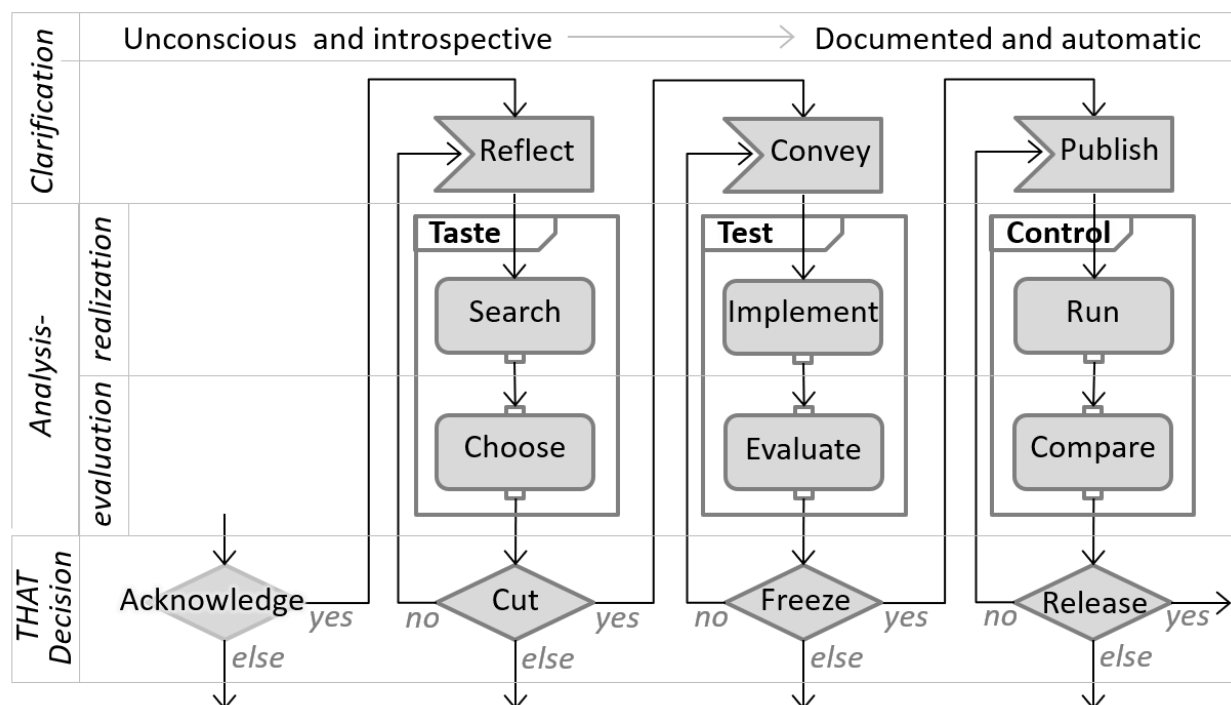 Unconscious and introspective
Documented and automatic
Clarification
Reflect
Convey
Publish
Analysis-
realization
Taste
Test
Control
Search
Implement
Run
evaluation
Choose
Evaluate
Compare
THAT
Decision
Acknowledge
yes
else
no
Cut
yes
else
no
Freeze
yes
else
no
Release
yes
else